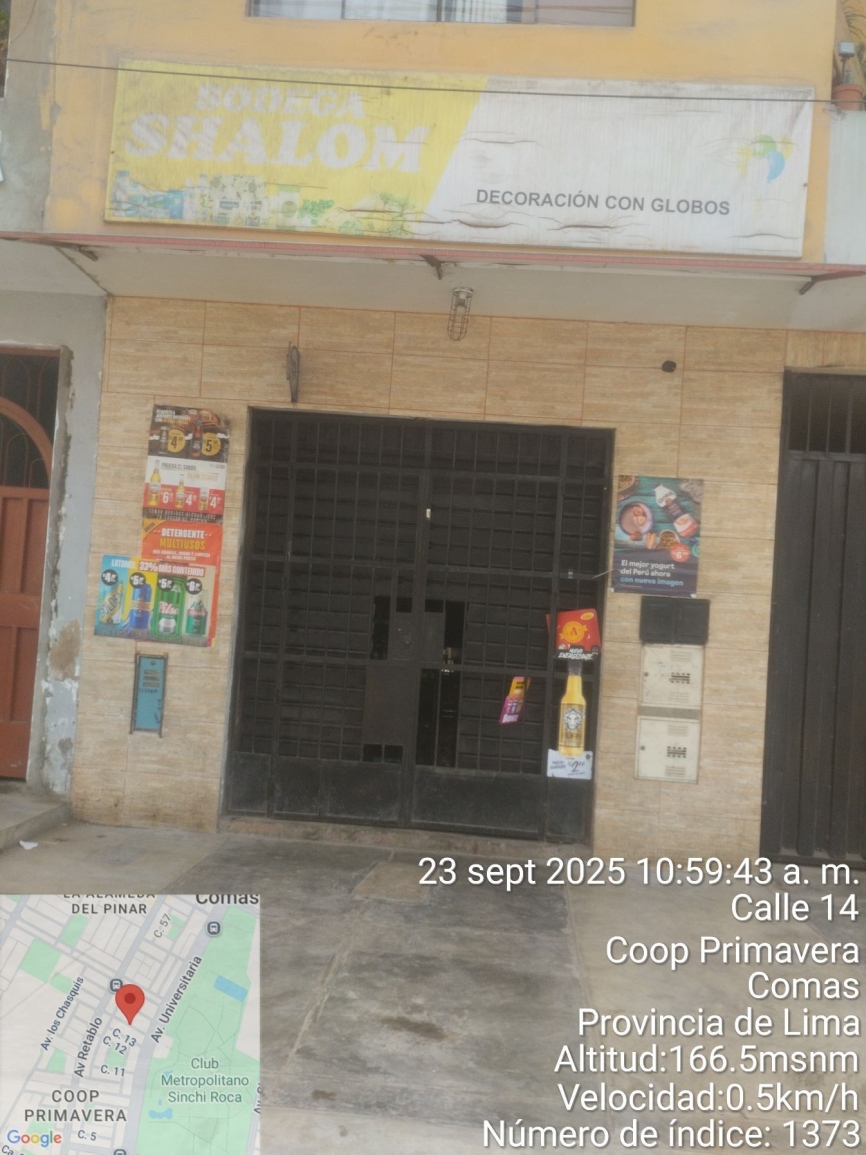 BODEGA
SHALOM
DECORACIÓN CON GLOBOS
DETERGENTE
MULTIUSOS
33% MÁS CONTENIDO
El mejor yogurt
del Perú ahora
con nueva imagen
23 sept 2025 10:59:43 a. m.
Calle 14
Coop Primavera
Comas
Provincia de Lima
Altitud:166.5msnm
Velocidad:0.5km/h
Número de índice: 1373
LA ALAMEDA
DEL PINAR
Comas
C. 57
Av. los Chasquis
Av. Universitaria
Av Retablo
C. 13
C. 12
C. 11
Club
Metropolitano
Sinchi Roca
COOP
PRIMAVERA
C. 5
Google